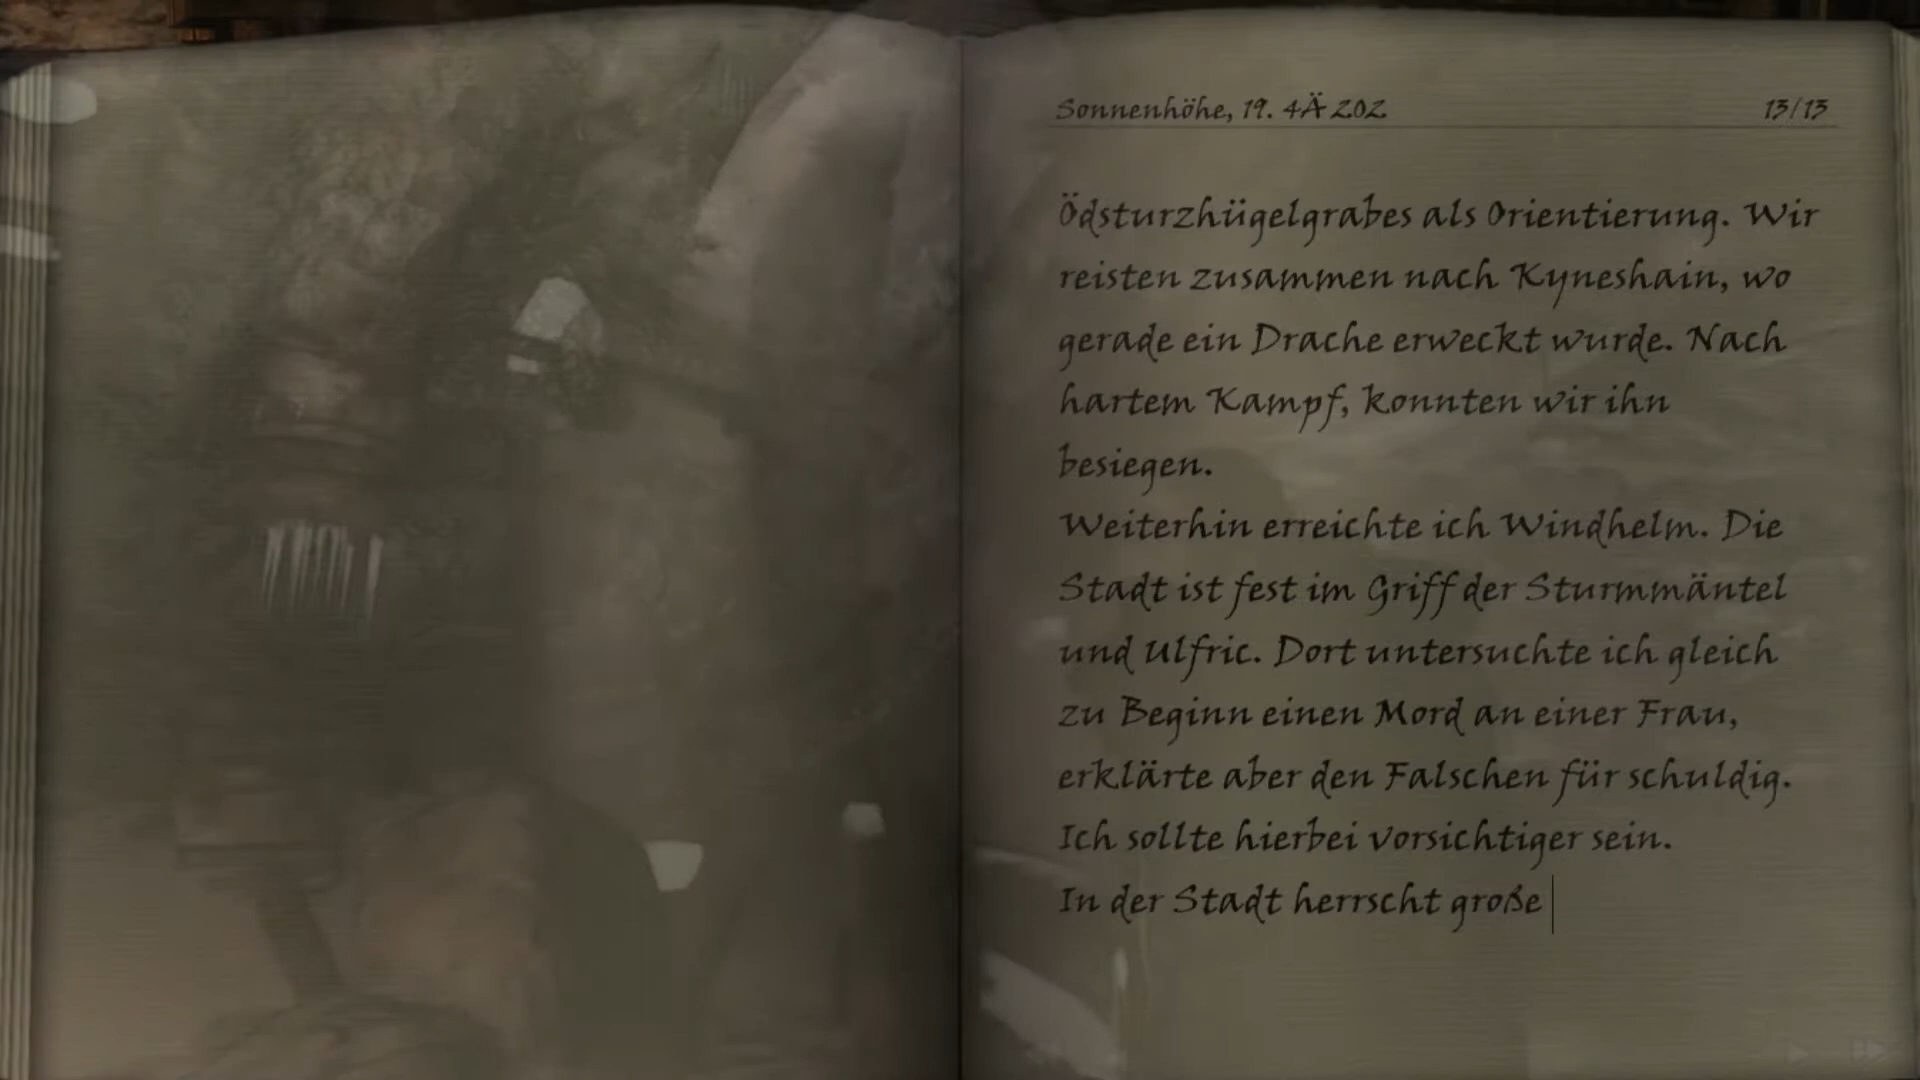 Sonnenhöhe, 19. 4Ä 202 13/13
Ödsturzhügelgrabes als Orientierung. Wir
reisten zusammen nach Kyneshain, wo
gerade ein Drache erweckt wurde. Nach
hartem Kampf, konnten wir ihn
besiegen.
Weiterhin erreichte ich Windhelm. Die
Stadt ist fest im Griff der Sturmmäntel
und Ulfric. Dort untersuchte ich gleich
zu Beginn einen Mord an einer Frau,
erklärte aber den Falschen für schuldig.
Ich sollte hierbei vorsichtiger sein.
In der Stadt herrscht große